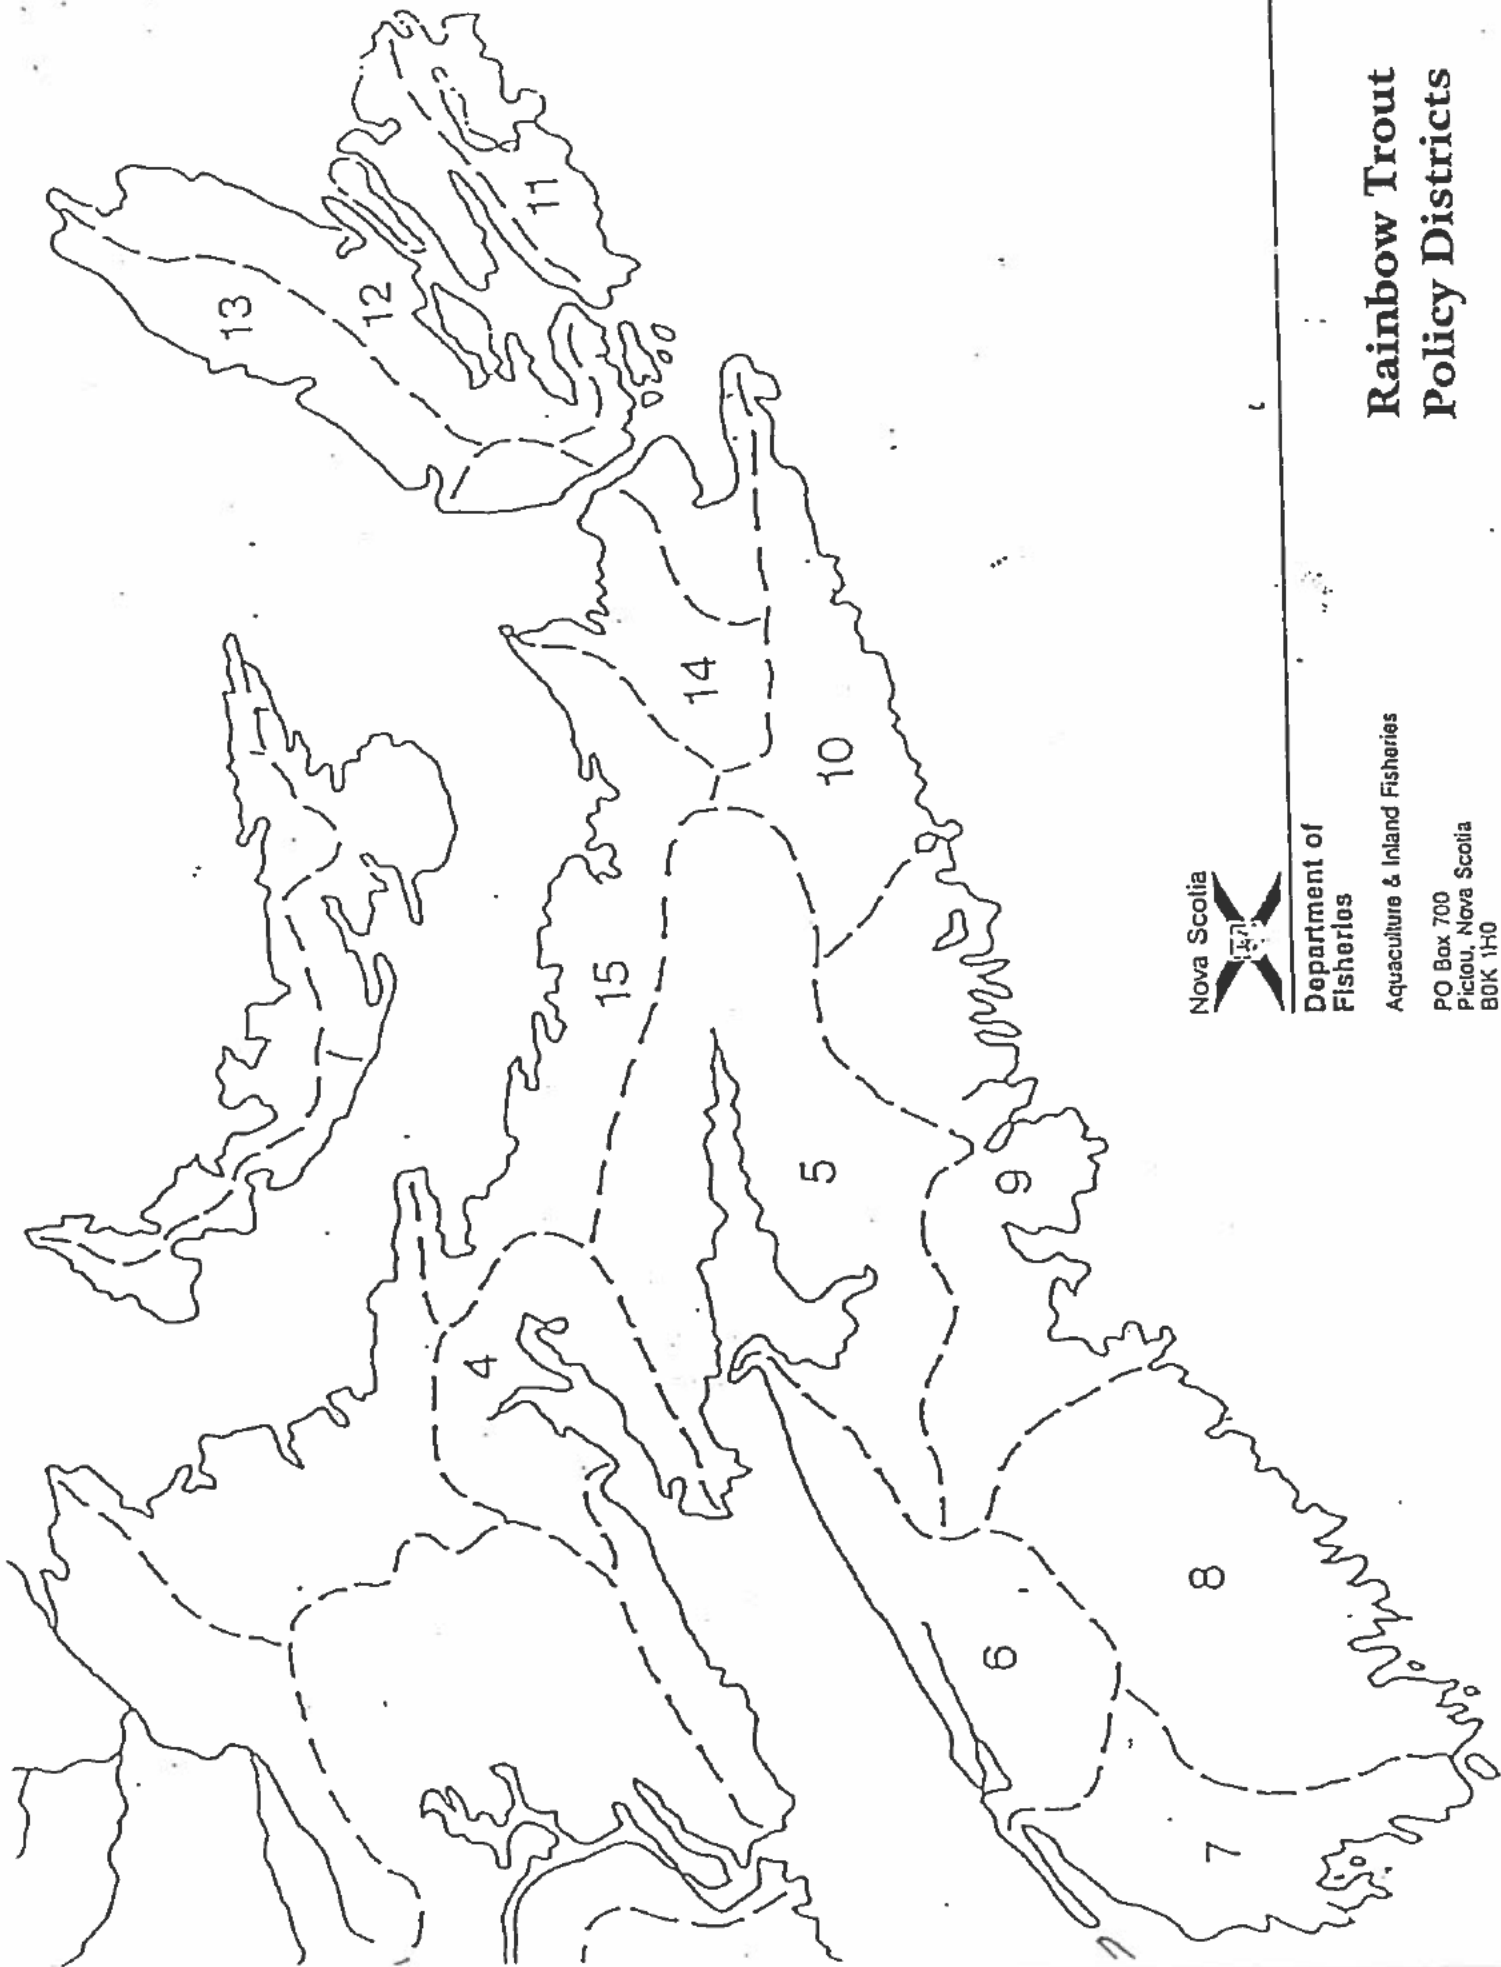 13
12
11
14
10
15
5
4
9
6
8
7
Nova Scotia
Department of
Fisheries
Aquaculture & Inland Fisheries
PO Box 700
Pictou, Nova Scotia
B0K 1H0
Rainbow Trout
Policy Districts